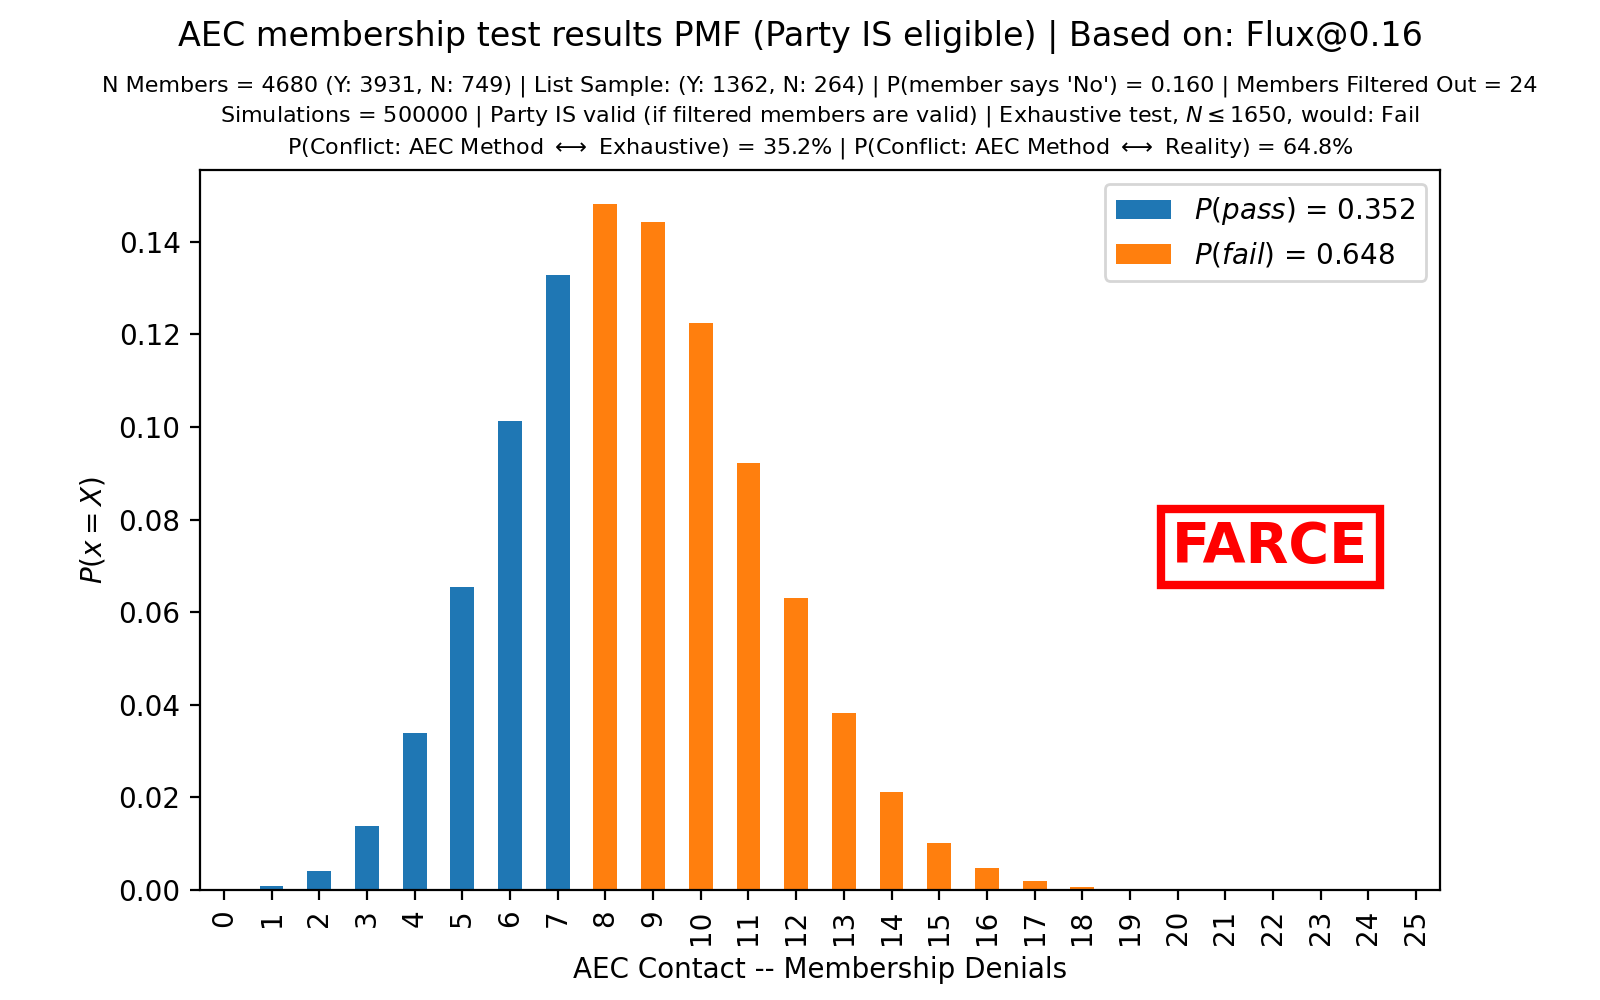 AEC membership test results PMF (Party IS eligible) | Based on: Flux@0.16
N Members = 4680 (Y: 3931, N: 749) | List Sample: (Y: 1362, N: 264) | P(member says 'No') = 0.160 | Members Filtered Out = 24
Simulations = 500000 | Party IS valid (if filtered members are valid) | Exhaustive test, N ≤ 1650, would: Fail
P(Conflict: AEC Method ⟷ Exhaustive) = 35.2% | P(Conflict: AEC Method ⟷ Reality) = 64.8%
P(pass) = 0.352
P(fail) = 0.648
0.14
0.12
0.10
0.08
0.06
0.04
0.02
0.00
P(x = X)
FARCE
0 1 2 3 4 5 6 7 8 9 10 11 12 13 14 15 16 17 18 19 20 21 22 23 24 25
AEC Contact -- Membership Denials